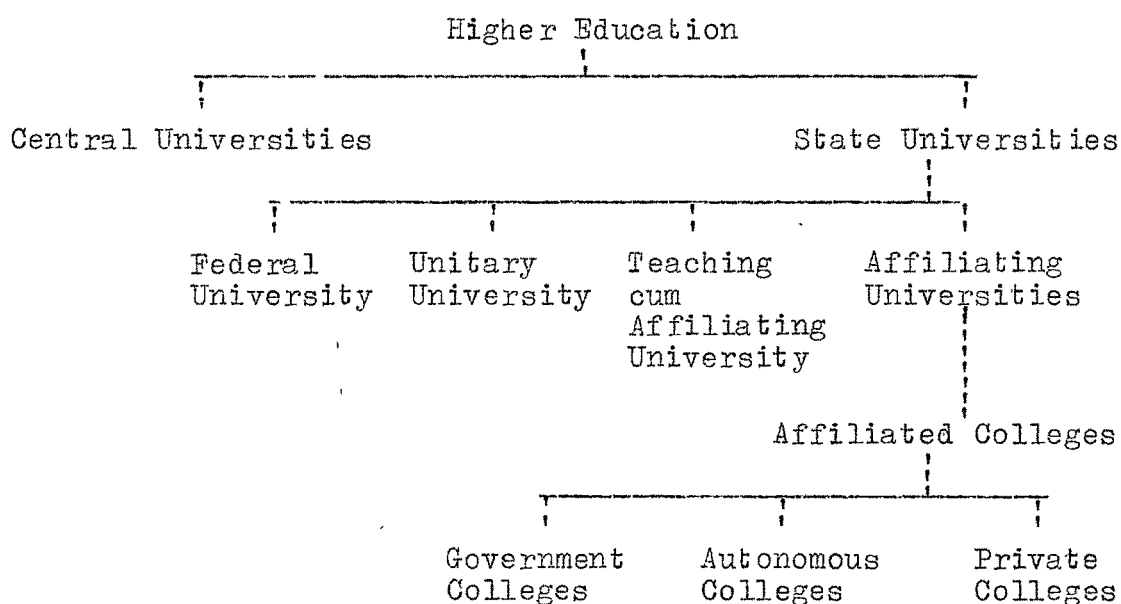 Higher Education
Central Universities
State Universities
Federal University
Unitary University
Teaching cum Affiliating University
Affiliating Universities
Affiliated Colleges
Government Colleges
Autonomous Colleges
Private Colleges